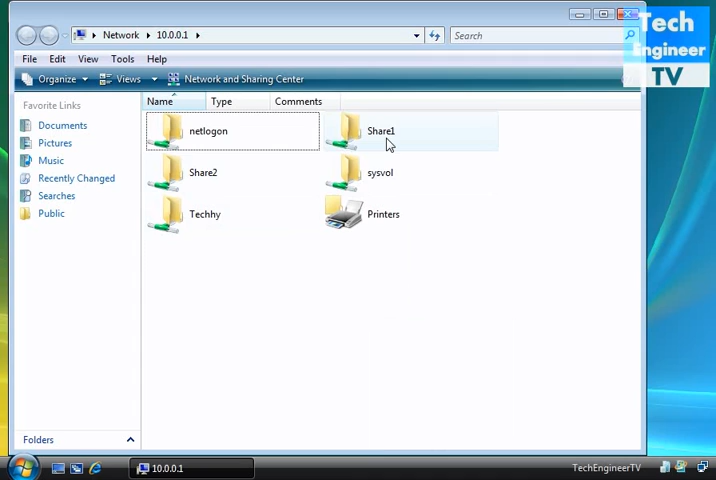 Network ▸ 10.0.0.1 ▸
Search
Tech
Engineer
TV
File Edit View Tools Help
Organize Views Network and Sharing Center
Favorite Links
Documents
Pictures
Music
Recently Changed
Searches
Public
Folders
Name Type Comments
netlogon Share1
Share2 sysvol
Techhy Printers
10.0.0.1
TechEngineerTV